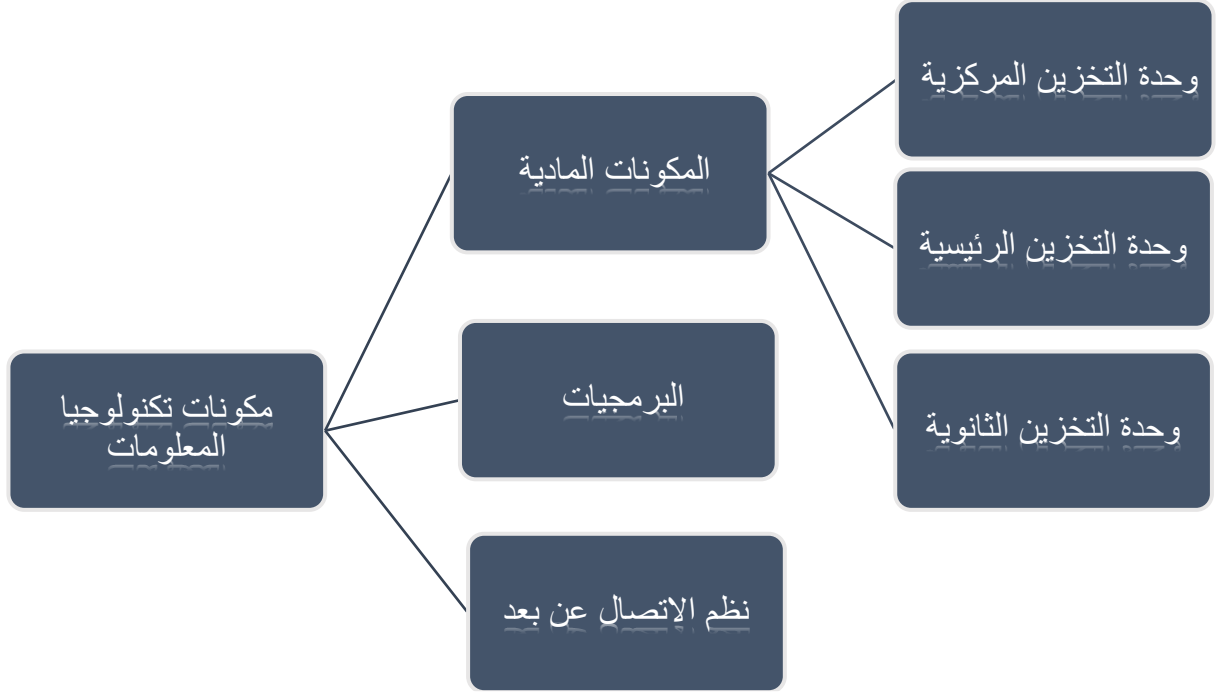 مكونات تكنولوجيا
المعلومات
المكونات المادية
وحدة التخزين المركزية
وحدة التخزين الرئيسية
وحدة التخزين الثانوية
البرمجيات
نظم الاتصال عن بعد